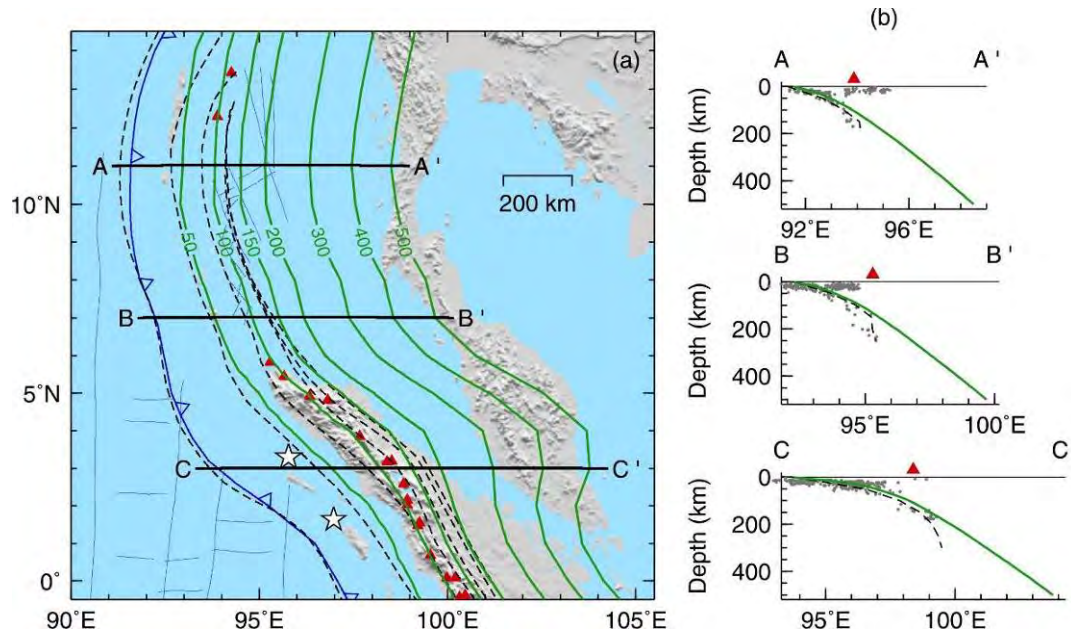 (a)
A A'
10˚N
200 km
500 100 150 200 300 400 500
B B'
5˚N
C C'
0˚
90˚E 95˚E 100˚E 105˚E
(b)
A A'
Depth (km)
0
200
400
92˚E 96˚E
B B'
Depth (km)
0
200
400
95˚E 100˚E
C C'
Depth (km)
0
200
400
95˚E 100˚E